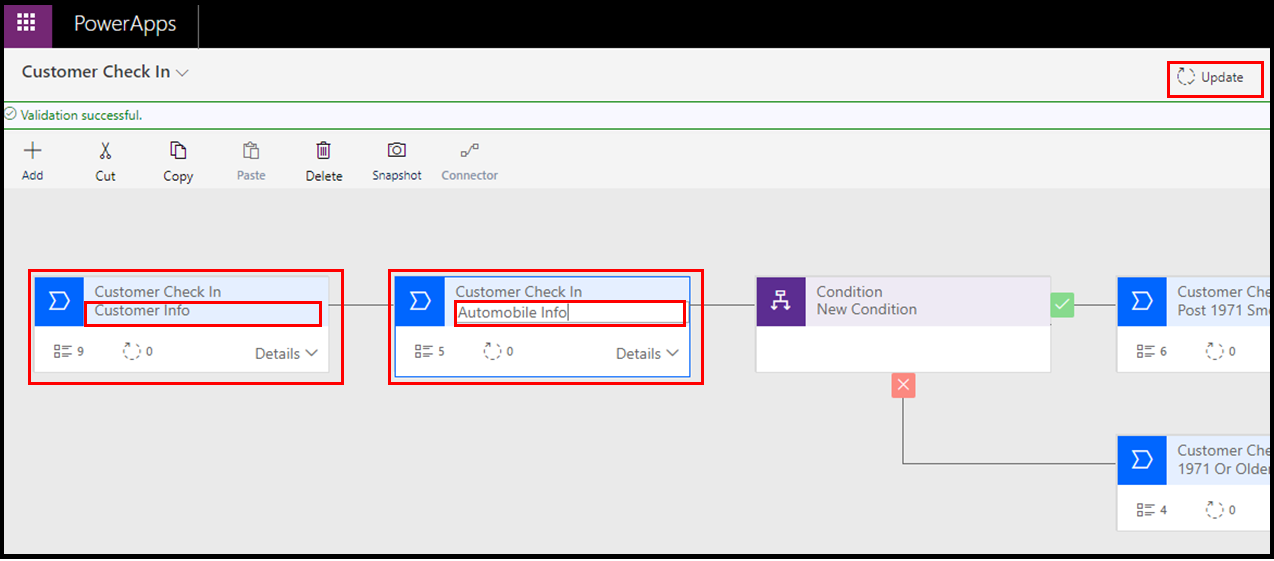 PowerApps
Customer Check In
Update
Validation successful.
Add
Cut
Copy
Paste
Delete
Snapshot
Connector
Customer Check In
Customer Info
9
0
Details
Customer Check In
Automobile Info
5
0
Details
Condition
New Condition
Customer Che
Post 1971 Sm
6
0
Customer Che
1971 Or Older
4
0